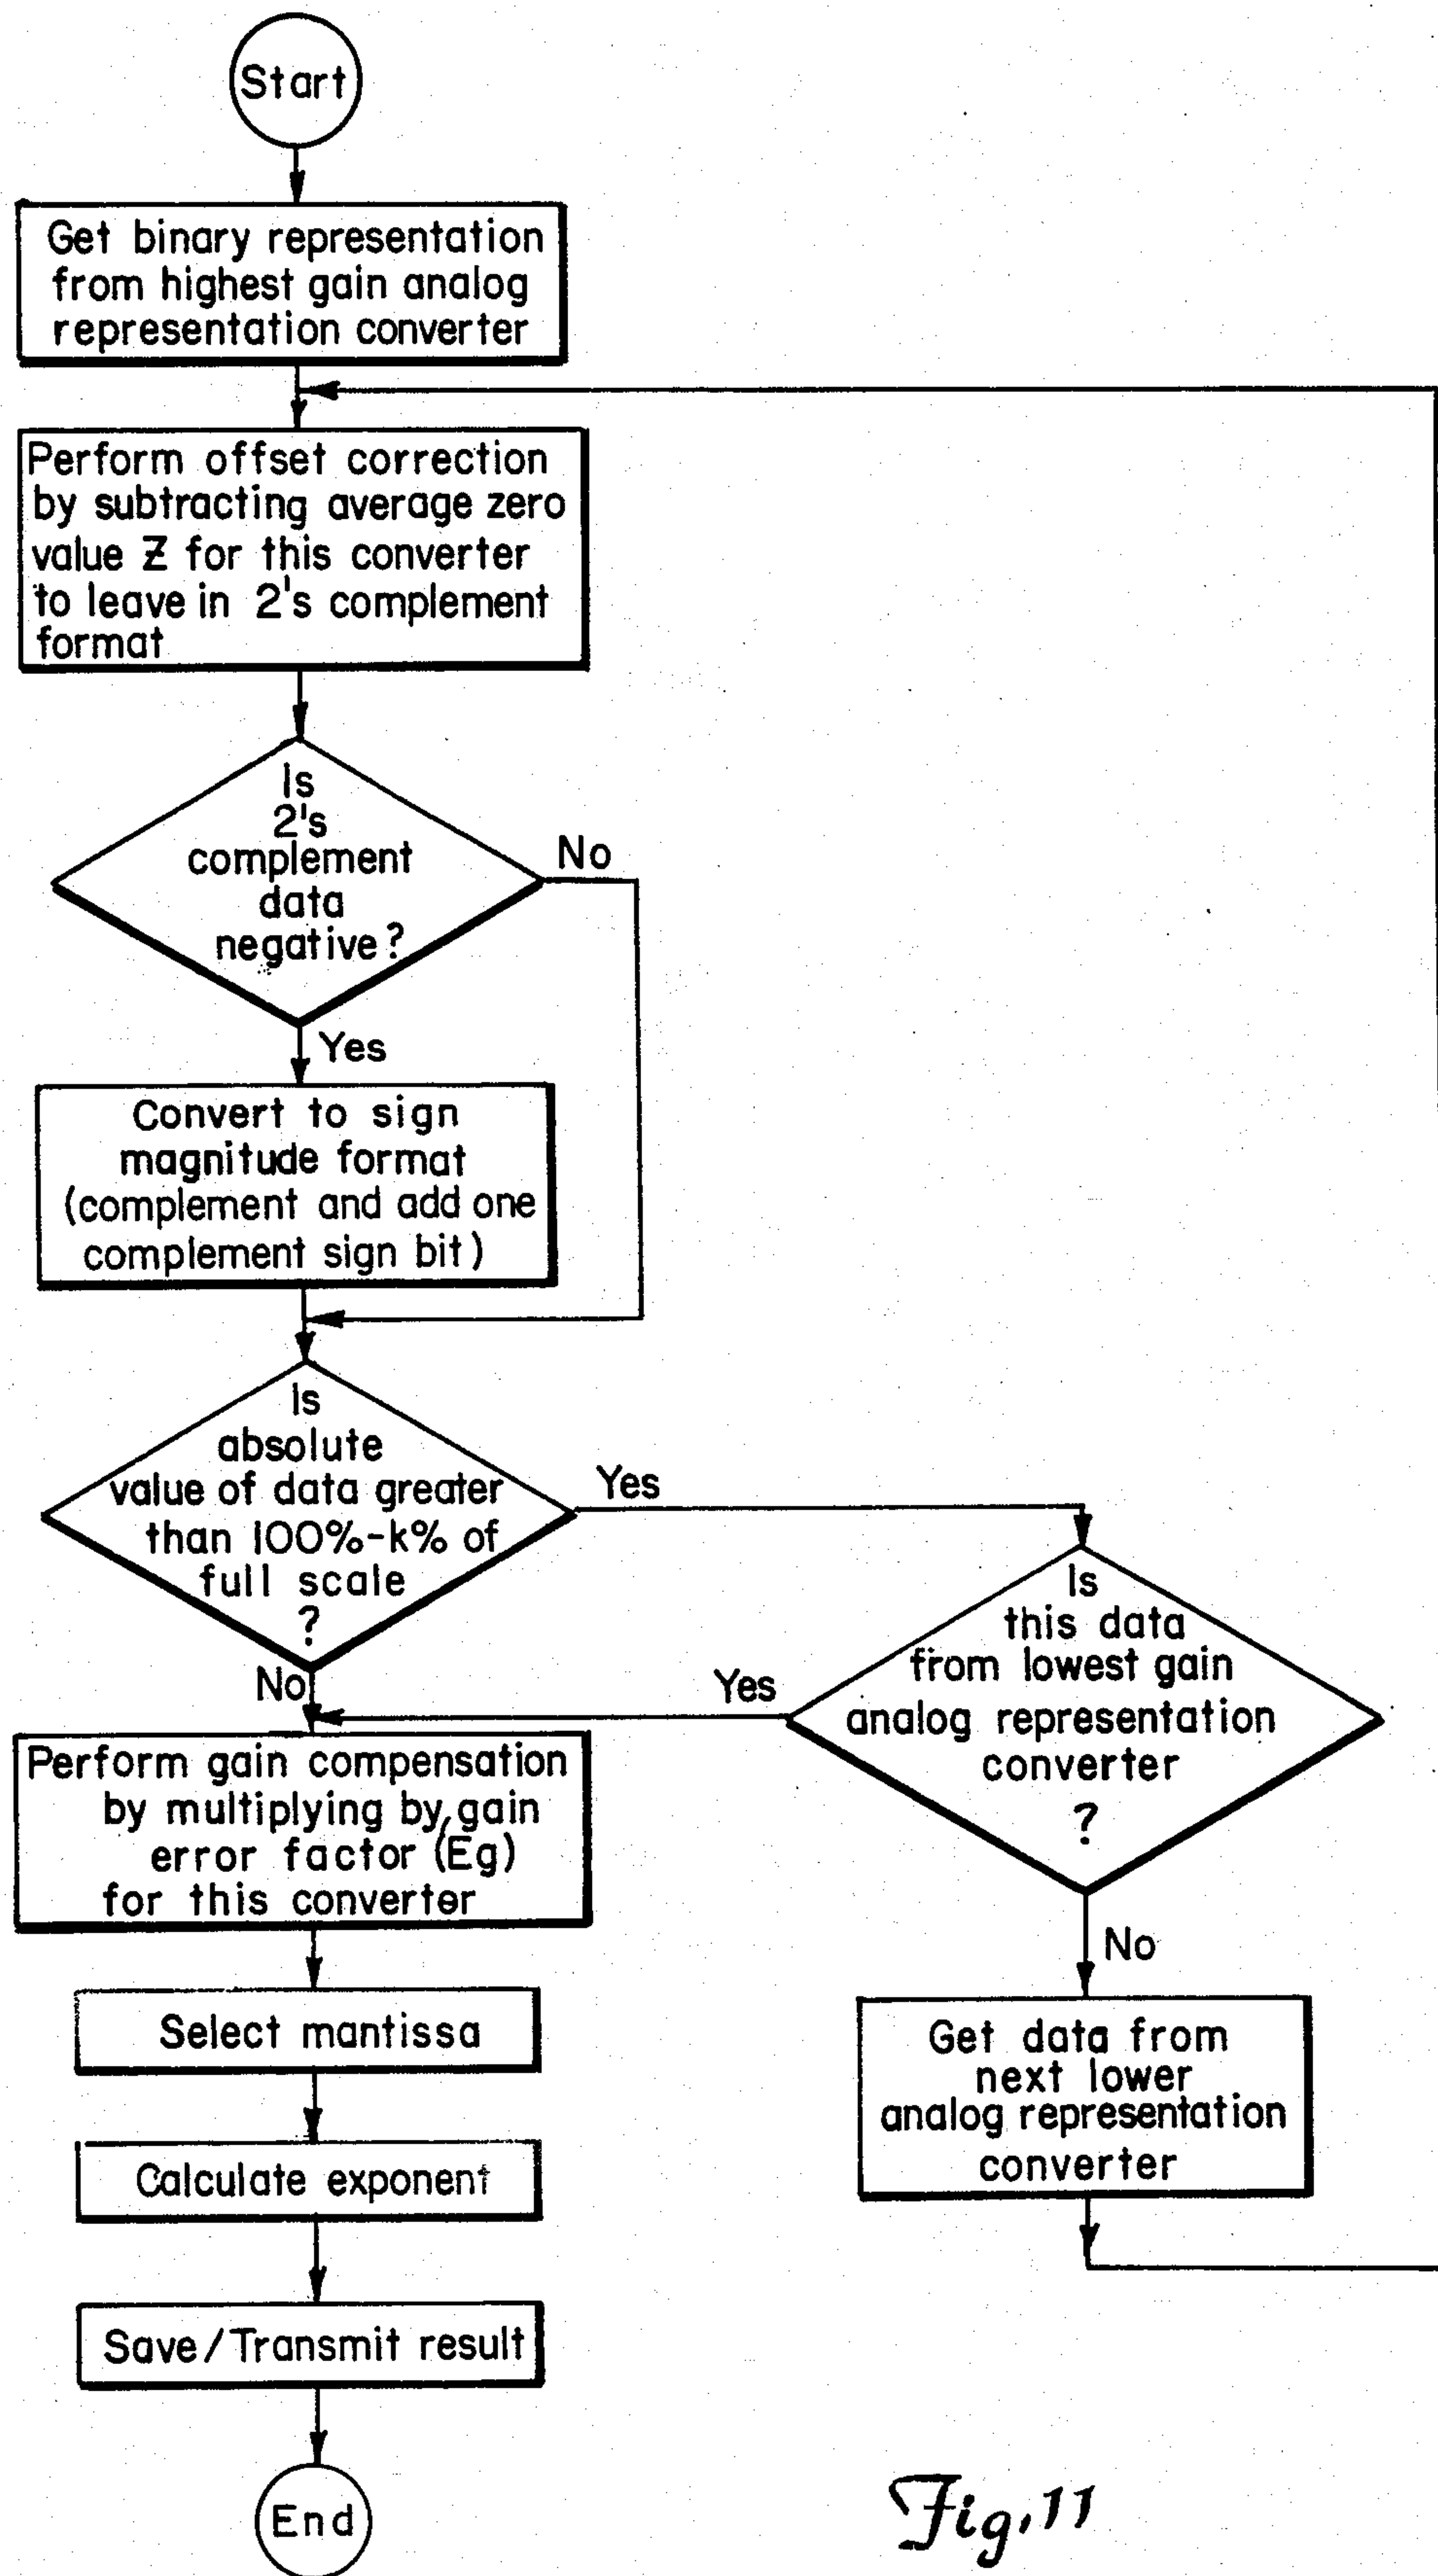 Start
Get binary representation
from highest gain analog
representation converter
Perform offset correction
by subtracting average zero
value Z for this converter
to leave in 2's complement
format
Is
2's
complement
data
negative?
No
Yes
Convert to sign
magnitude format
(complement and add one
complement sign bit)
Is
absolute
value of data greater
than 100%-k% of
full scale
?
Yes
No
Is
this data
from lowest gain
analog representation
converter
?
Yes
No
Perform gain compensation
by multiplying by gain
error factor (Eg)
for this converter
Get data from
next lower
analog representation
converter
Select mantissa
Calculate exponent
Save/Transmit result
End
Fig. 11